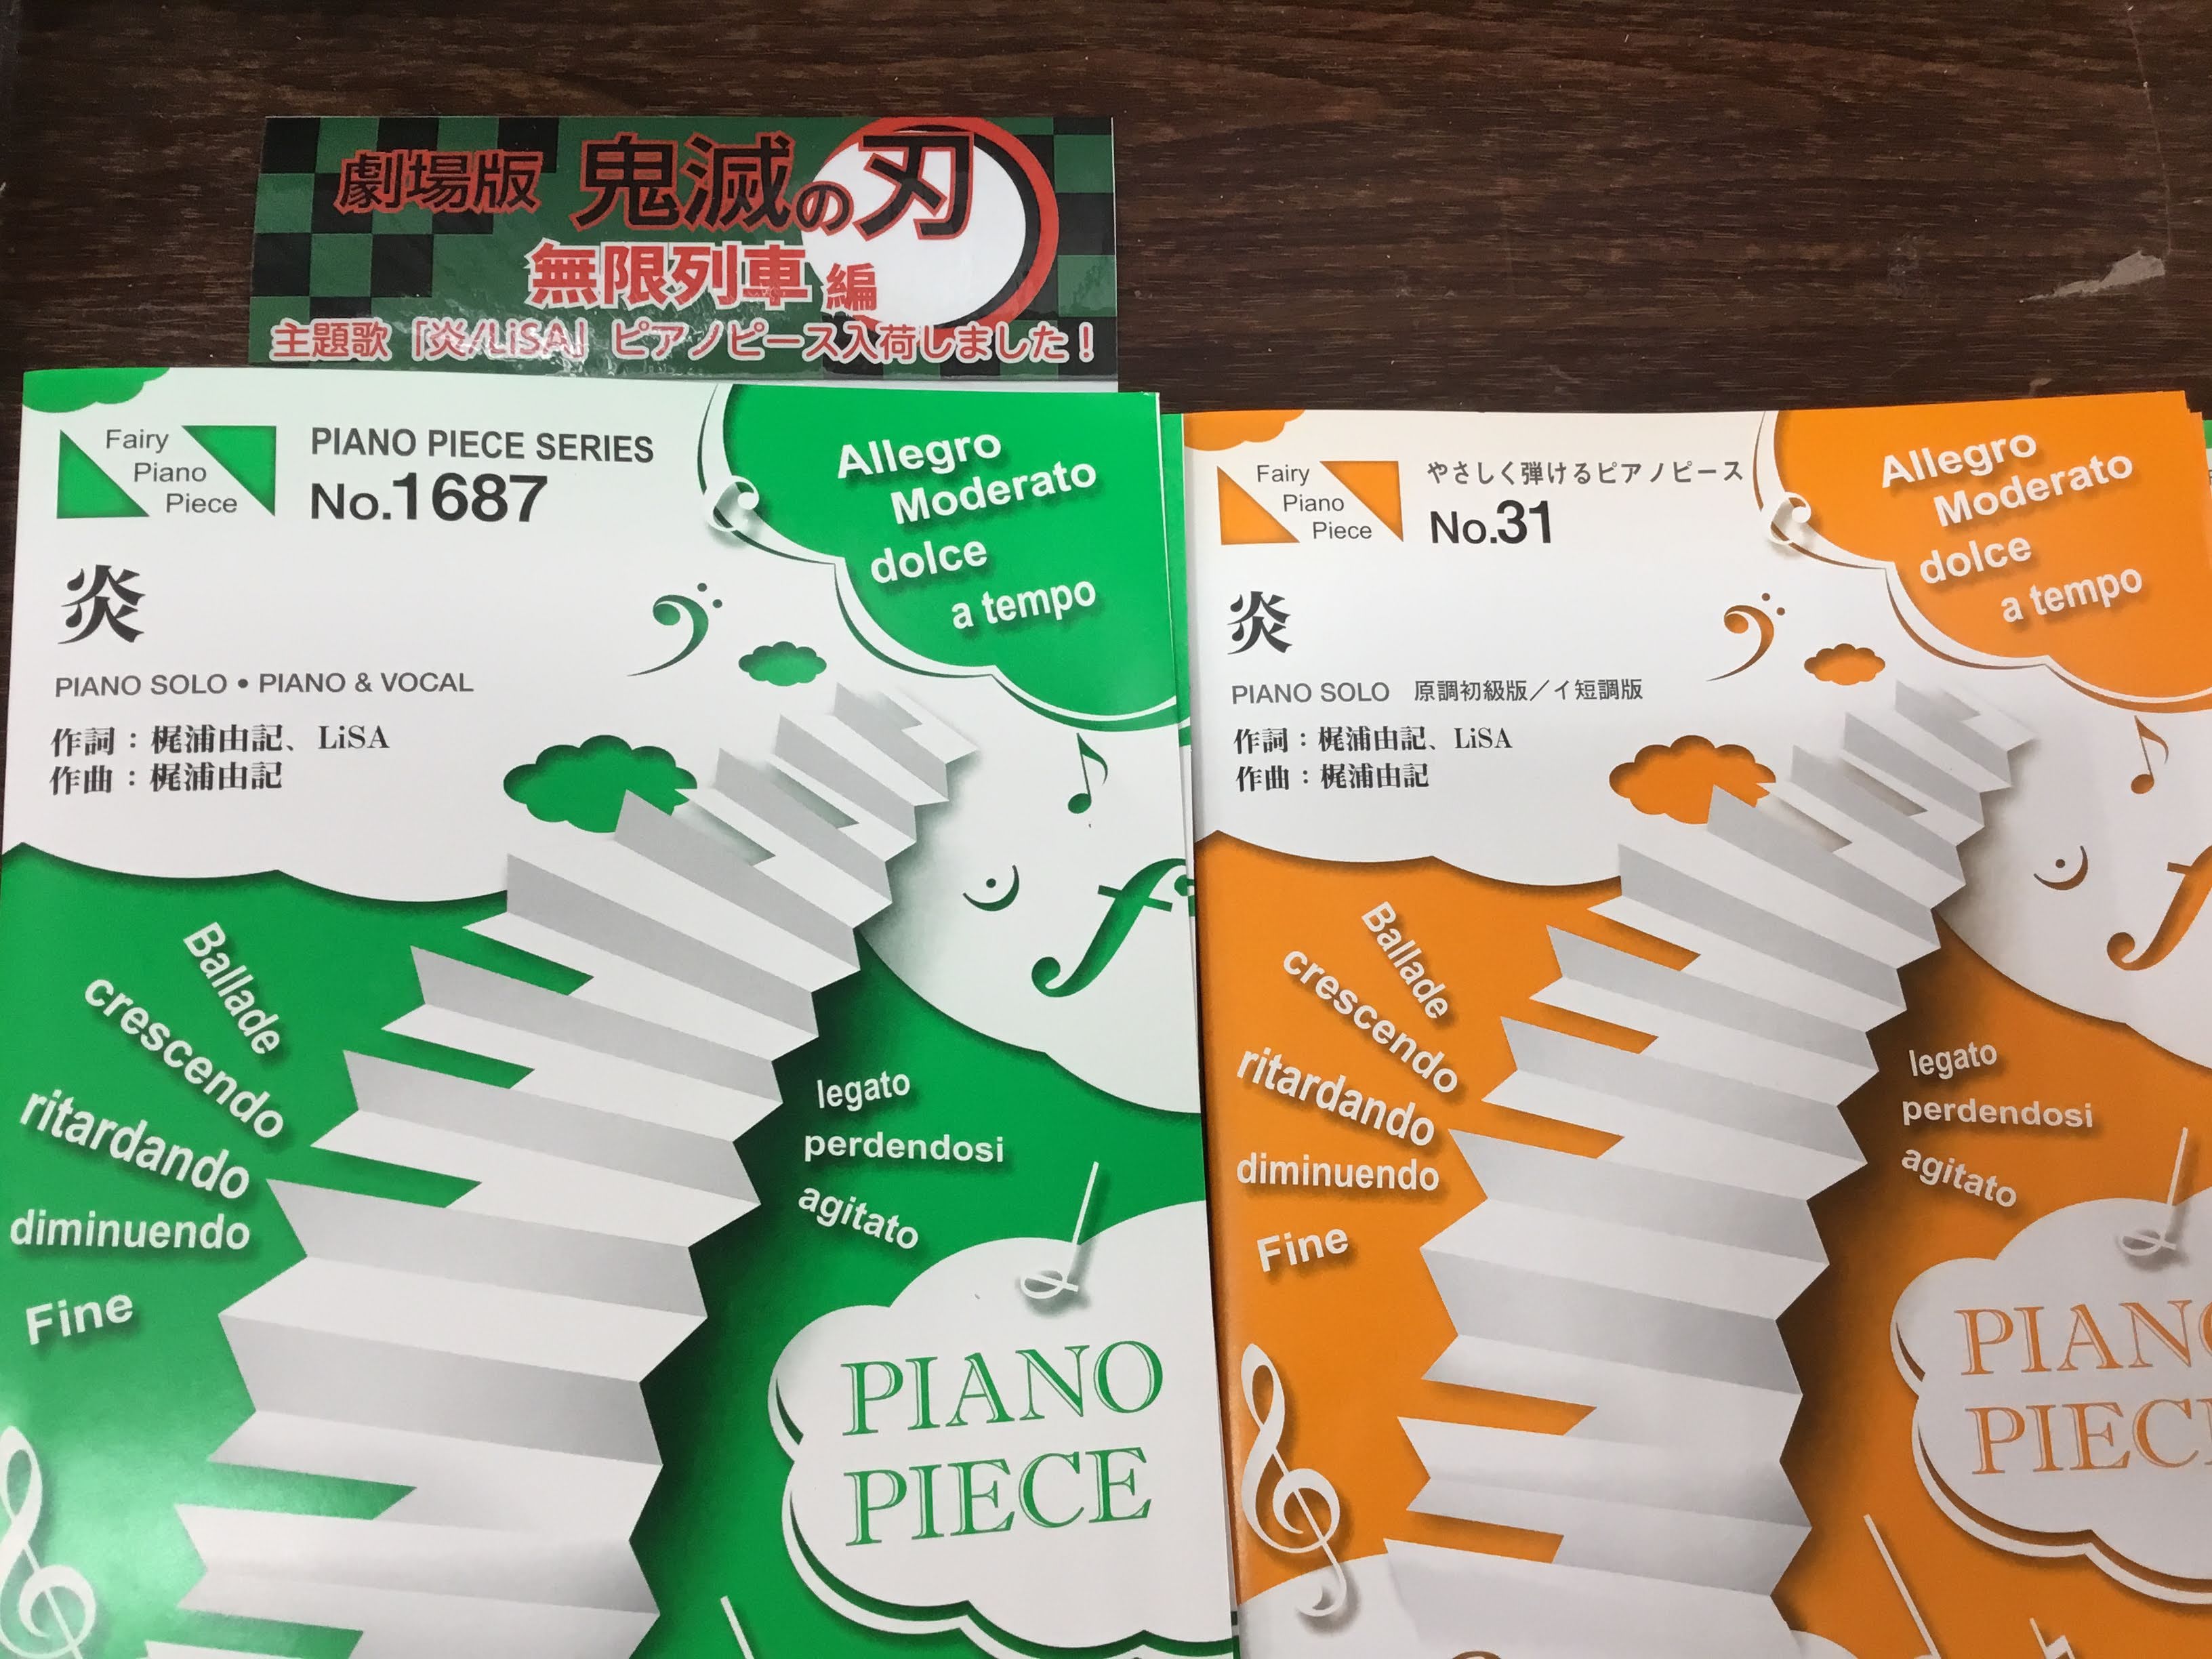 劇場版 鬼滅の刃
無限列車 編
主題歌「炎/LiSA」ピアノピース入荷しました!
Fairy
Piano
Piece
PIANO PIECE SERIES
No.1687
炎
PIANO SOLO • PIANO & VOCAL
作詞:梶浦由記、LiSA
作曲:梶浦由記
Allegro
Moderato
dolce
a tempo
Ballade
crescendo
ritardando
diminuendo
Fine
legato
perdendosi
agitato
PIANO
PIECE
Fairy
Piano
Piece
やさしく弾けるピアノピース
No.31
炎
PIANO SOLO 原調初級版/イ短調版
作詞:梶浦由記、LiSA
作曲:梶浦由記
Allegro
Moderato
dolce
a tempo
Ballade
crescendo
ritardando
diminuendo
Fine
legato
perdendosi
agitato
PIAN
PIEC